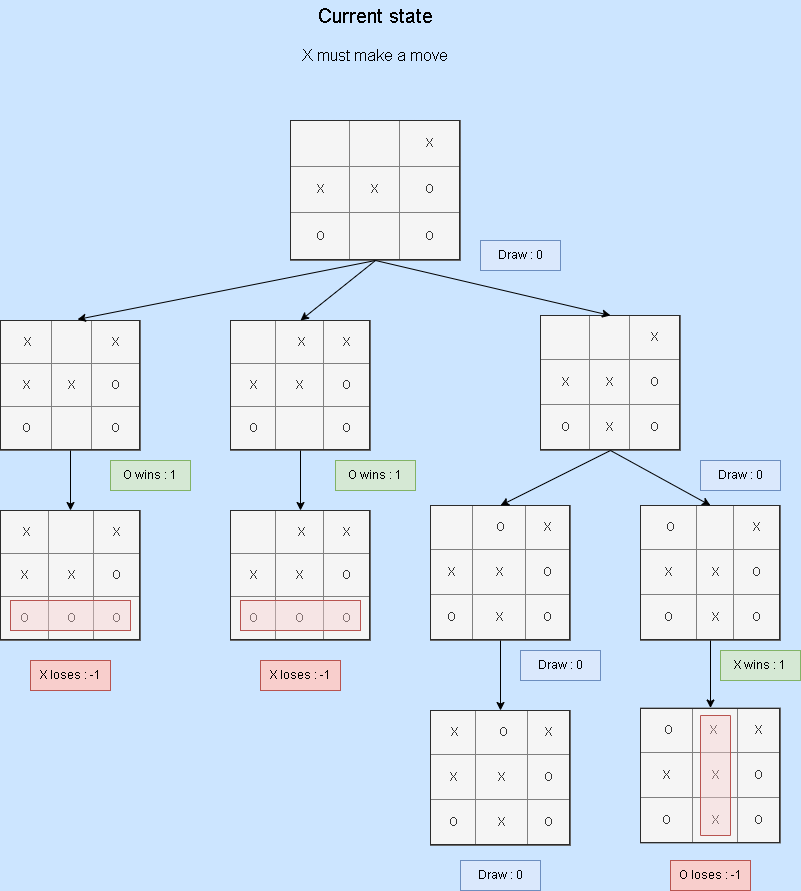 Current state
X must make a move
X
X X O
O O
Draw : 0
X X
X X O
O O
X X
X X O
O O
X
X X O
O X O
O wins : 1
O wins : 1
Draw : 0
X X
X X O
O O O
X X
X X O
O O O
O X
X X O
O X O
O X
X X O
O X O
X loses : -1
X loses : -1
Draw : 0
X wins : 1
X O X
X X O
O X O
O X X
X X O
O X O
Draw : 0
O loses : -1